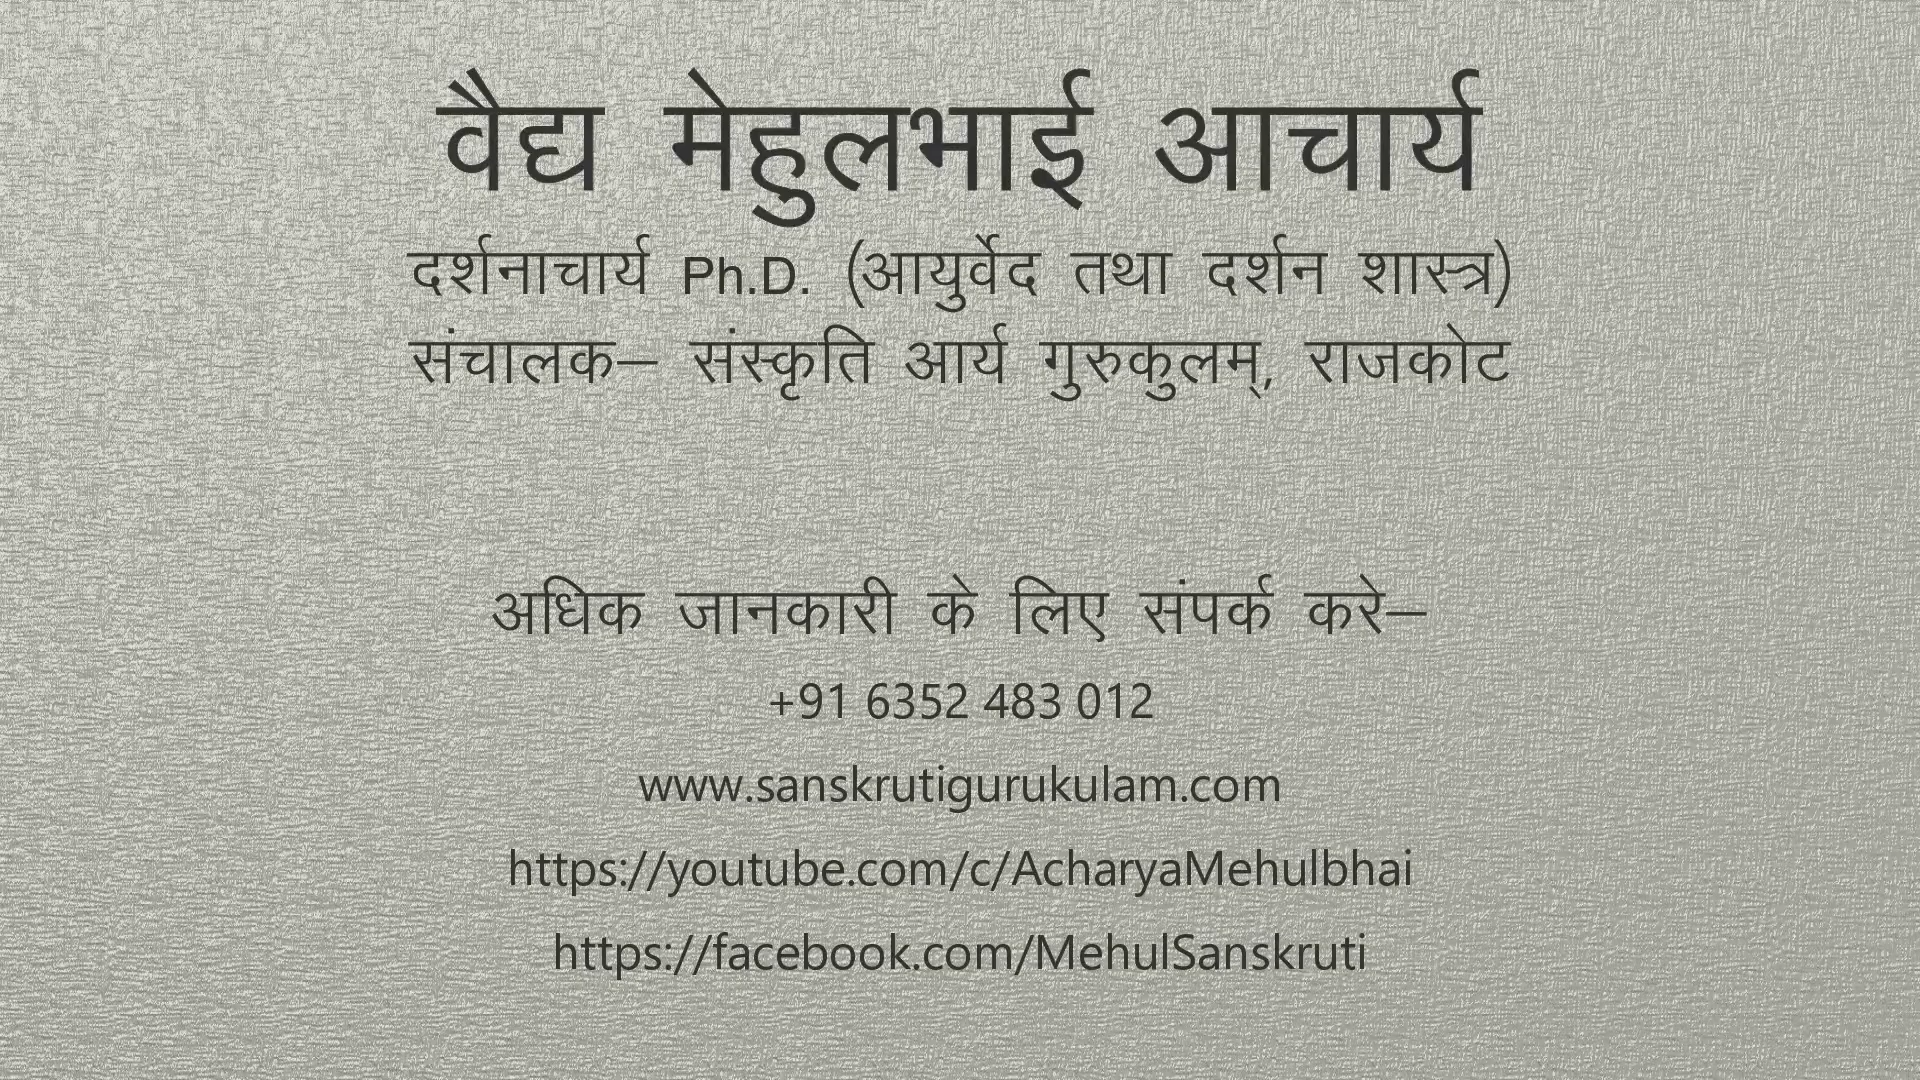 वैद्य मेहुलभाई आचार्य
दर्शनाचार्य Ph.D. (आयुर्वेद तथा दर्शन शास्त्र)
संचालक– संस्कृति आर्य गुरुकुलम्, राजकोट
अधिक जानकारी के लिए संपर्क करे–
+91 6352 483 012
www.sanskrutigurukulam.com
https://youtube.com/c/AcharyaMehulbhai
https://facebook.com/MehulSanskruti